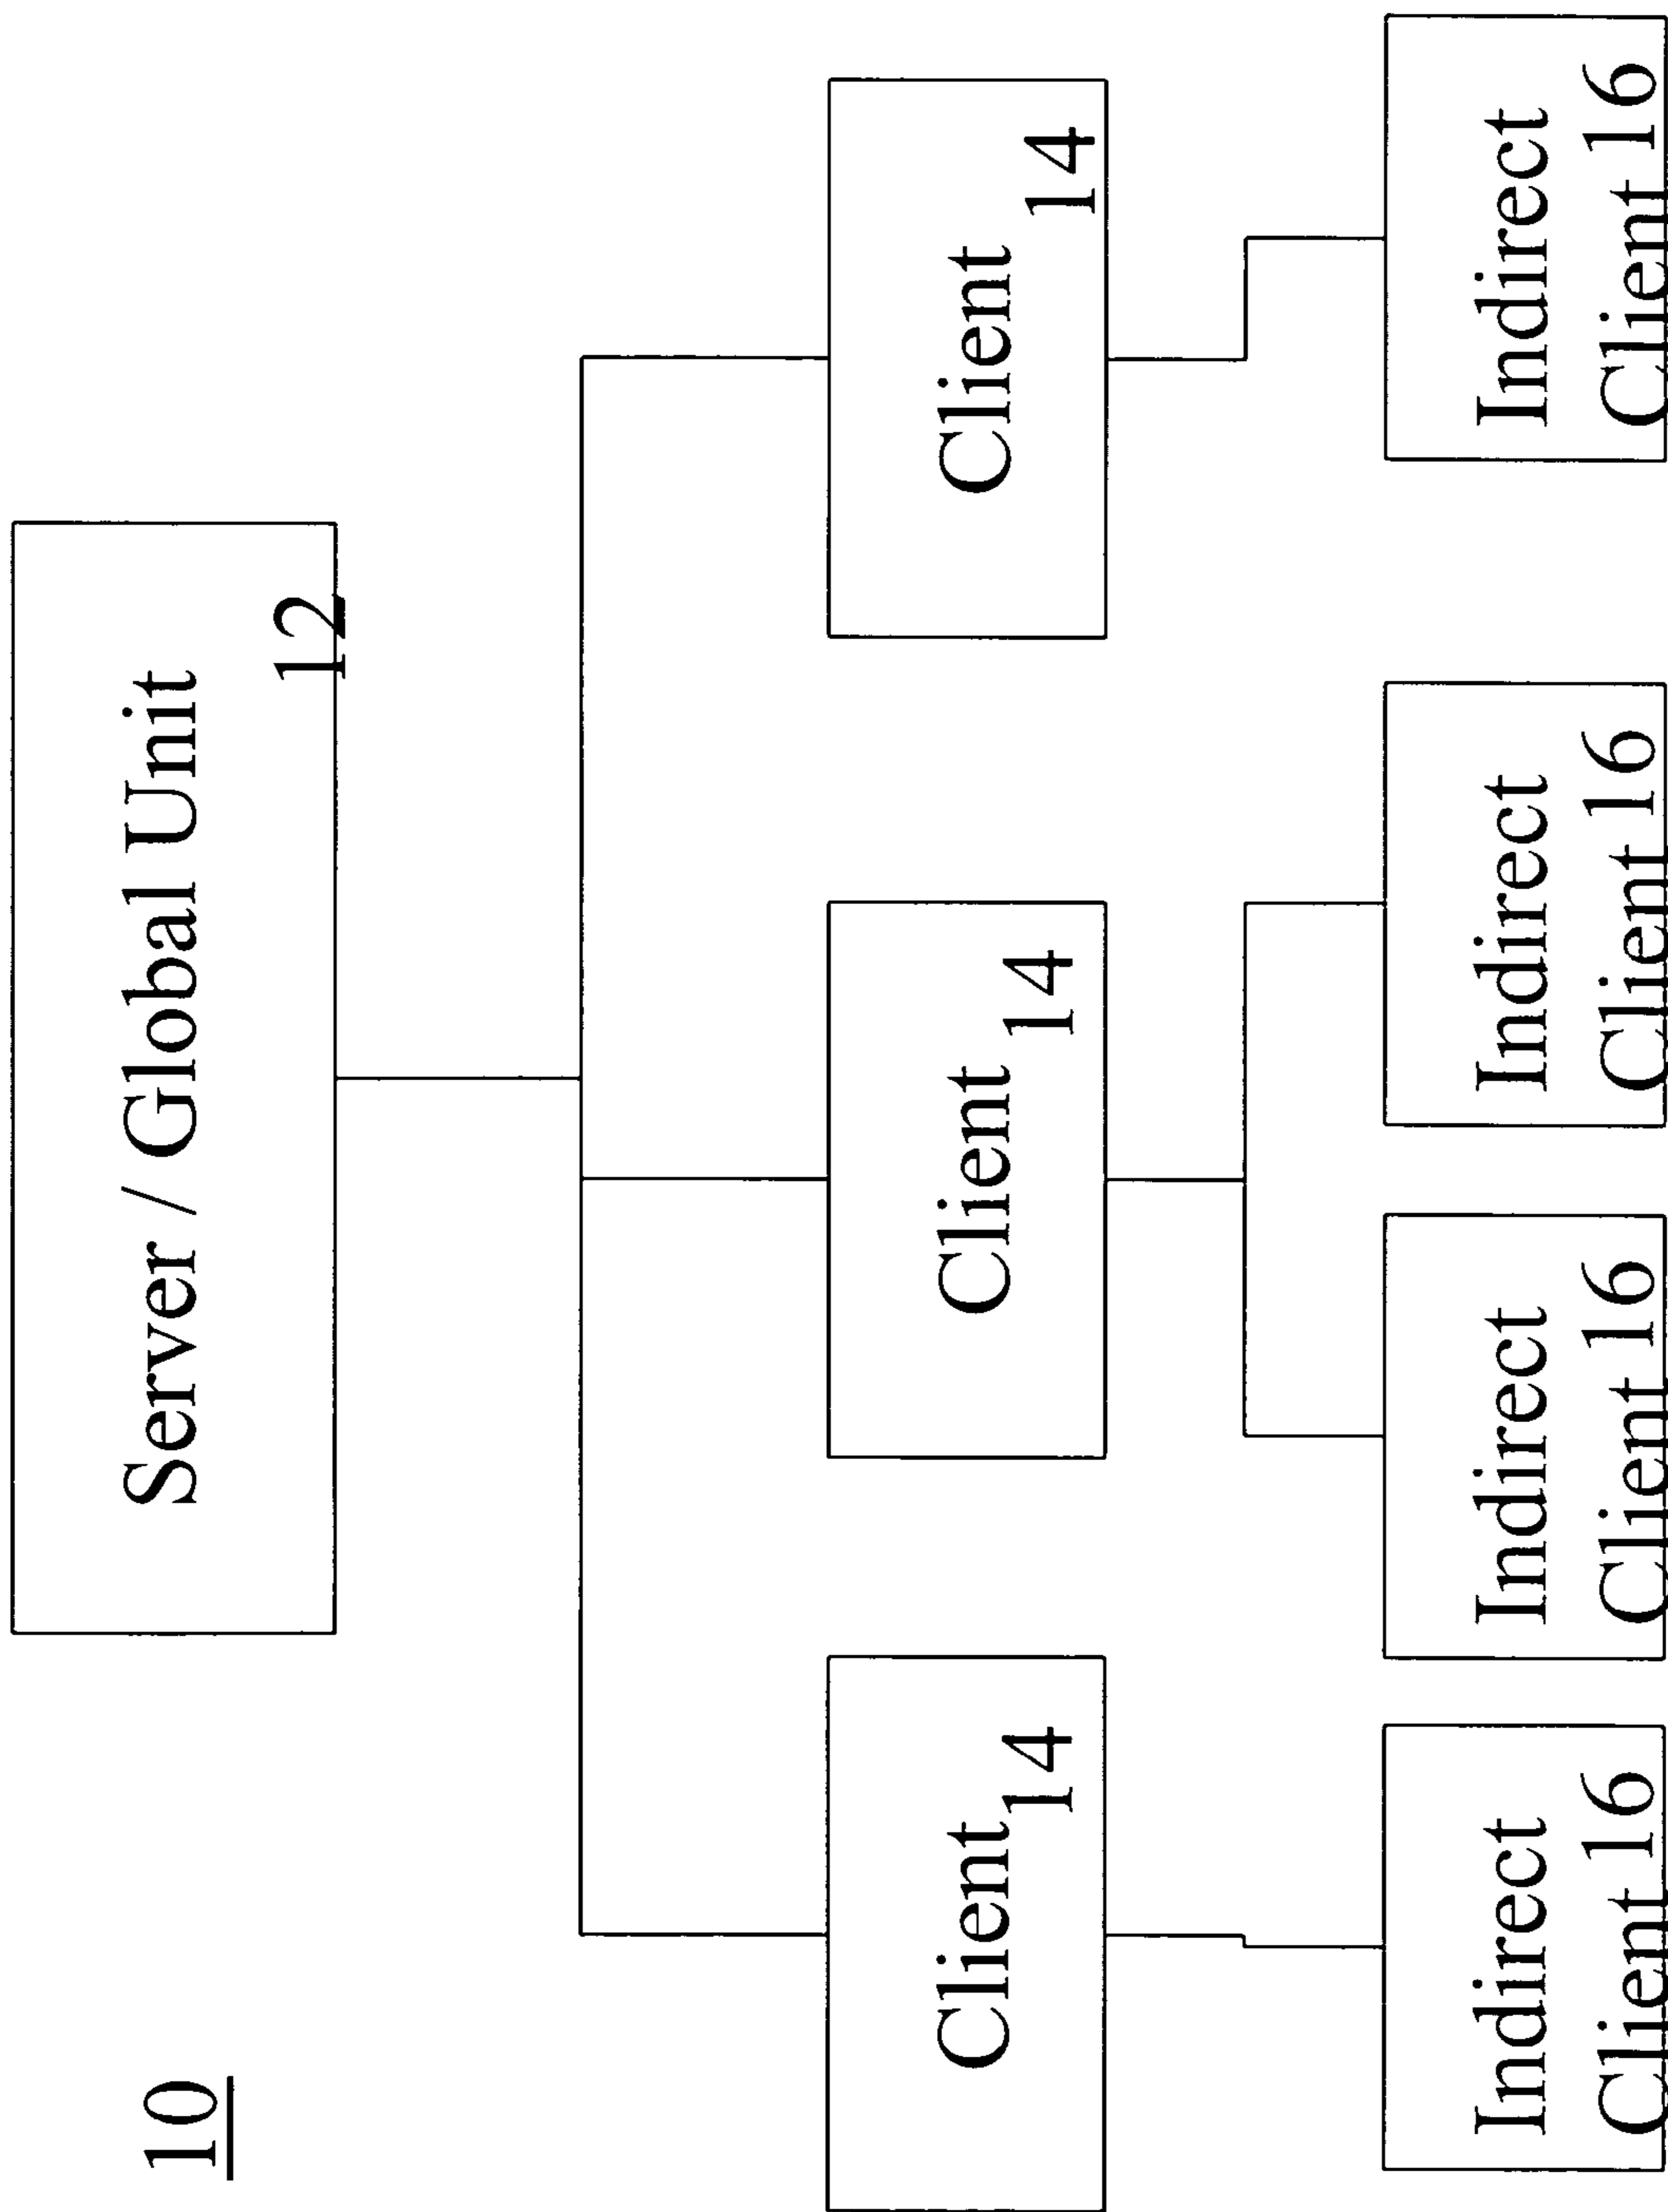 10
Server / Global Unit
12
Client
14
Client
14
Client
14
Indirect
Client 16
Indirect
Client 16
Indirect
Client 16
Indirect
Client 16